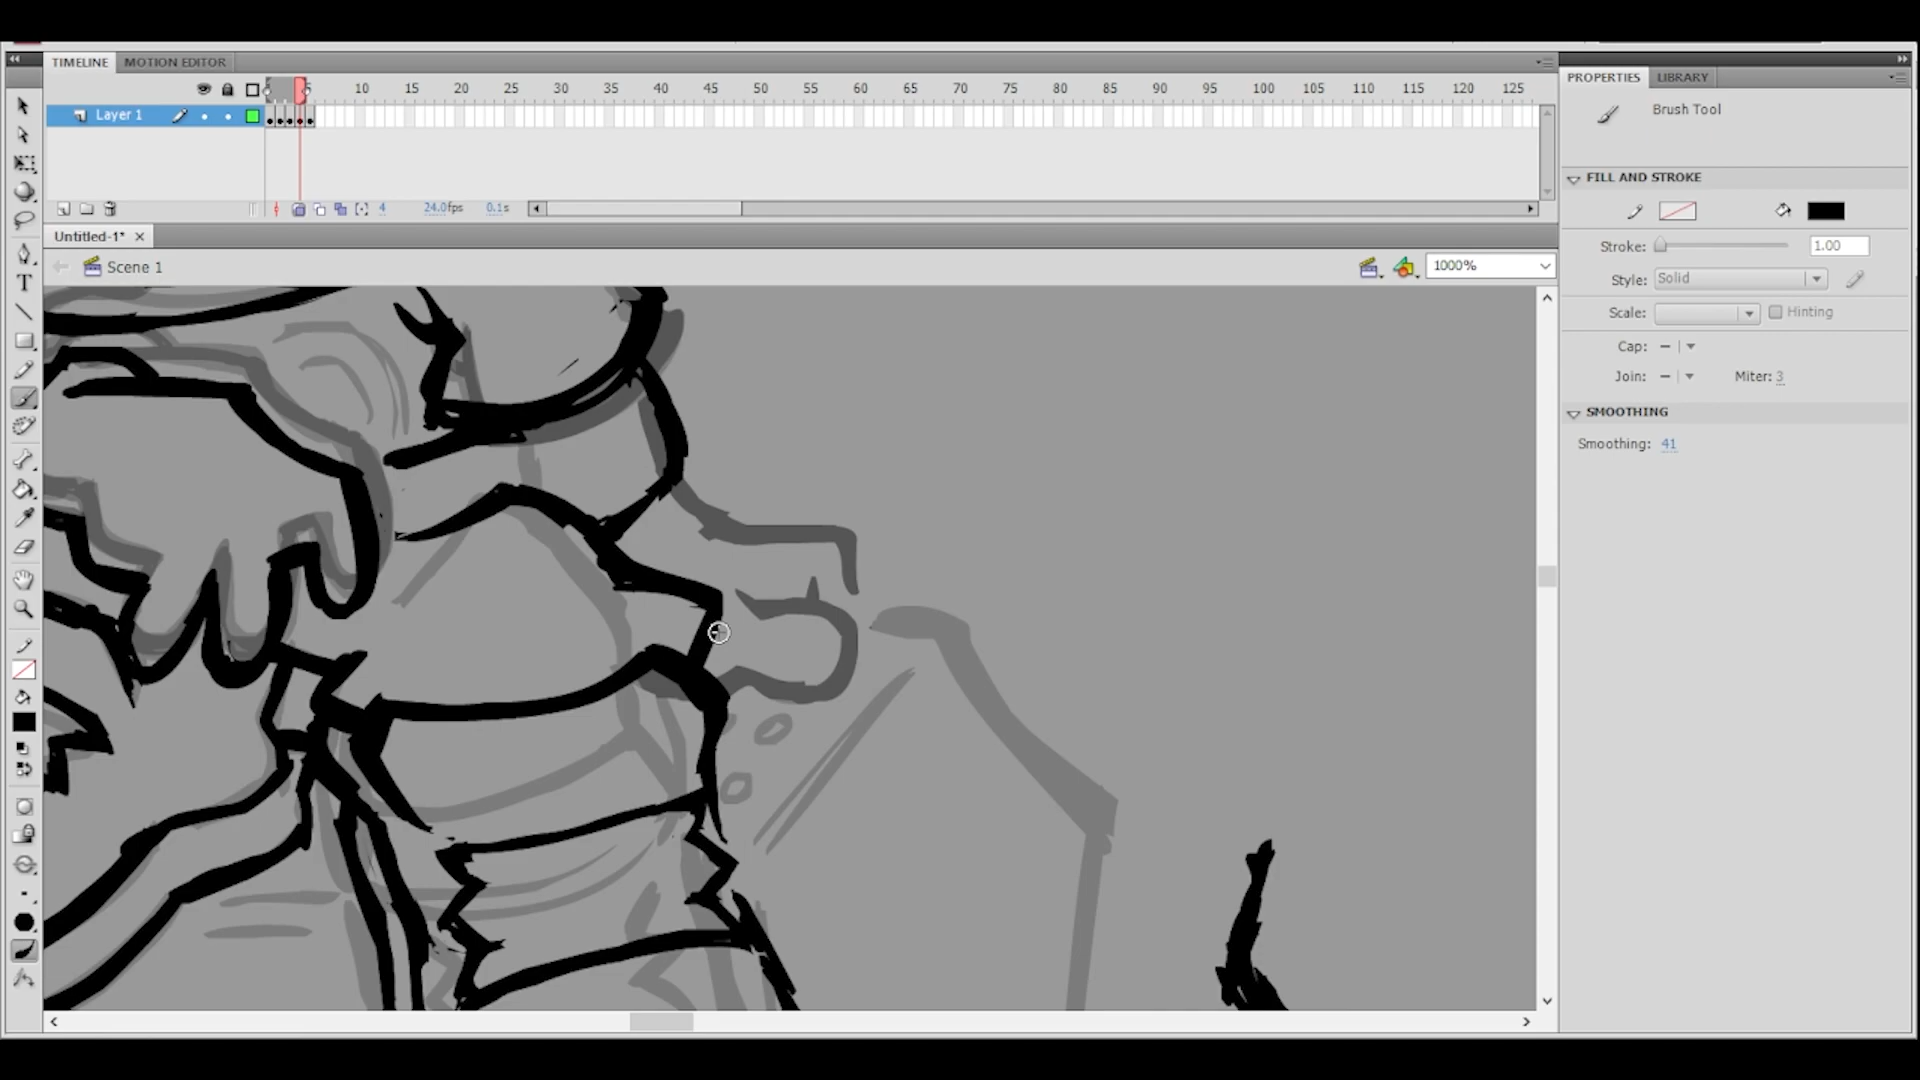 TIMELINE MOTION EDITOR
5 10 15 20 25 30 35 40 45 50 55 60 65 70 75 80 85 90 95 100 105 110 115 120 125
Layer 1
4 24.0fps 0.1s
Untitled-1*
Scene 1
1000%
PROPERTIES LIBRARY
Brush Tool
FILL AND STROKE
Stroke: 1.00
Style: Solid
Scale: Hinting
Cap:
Join: Miter: 3
SMOOTHING
Smoothing: 41